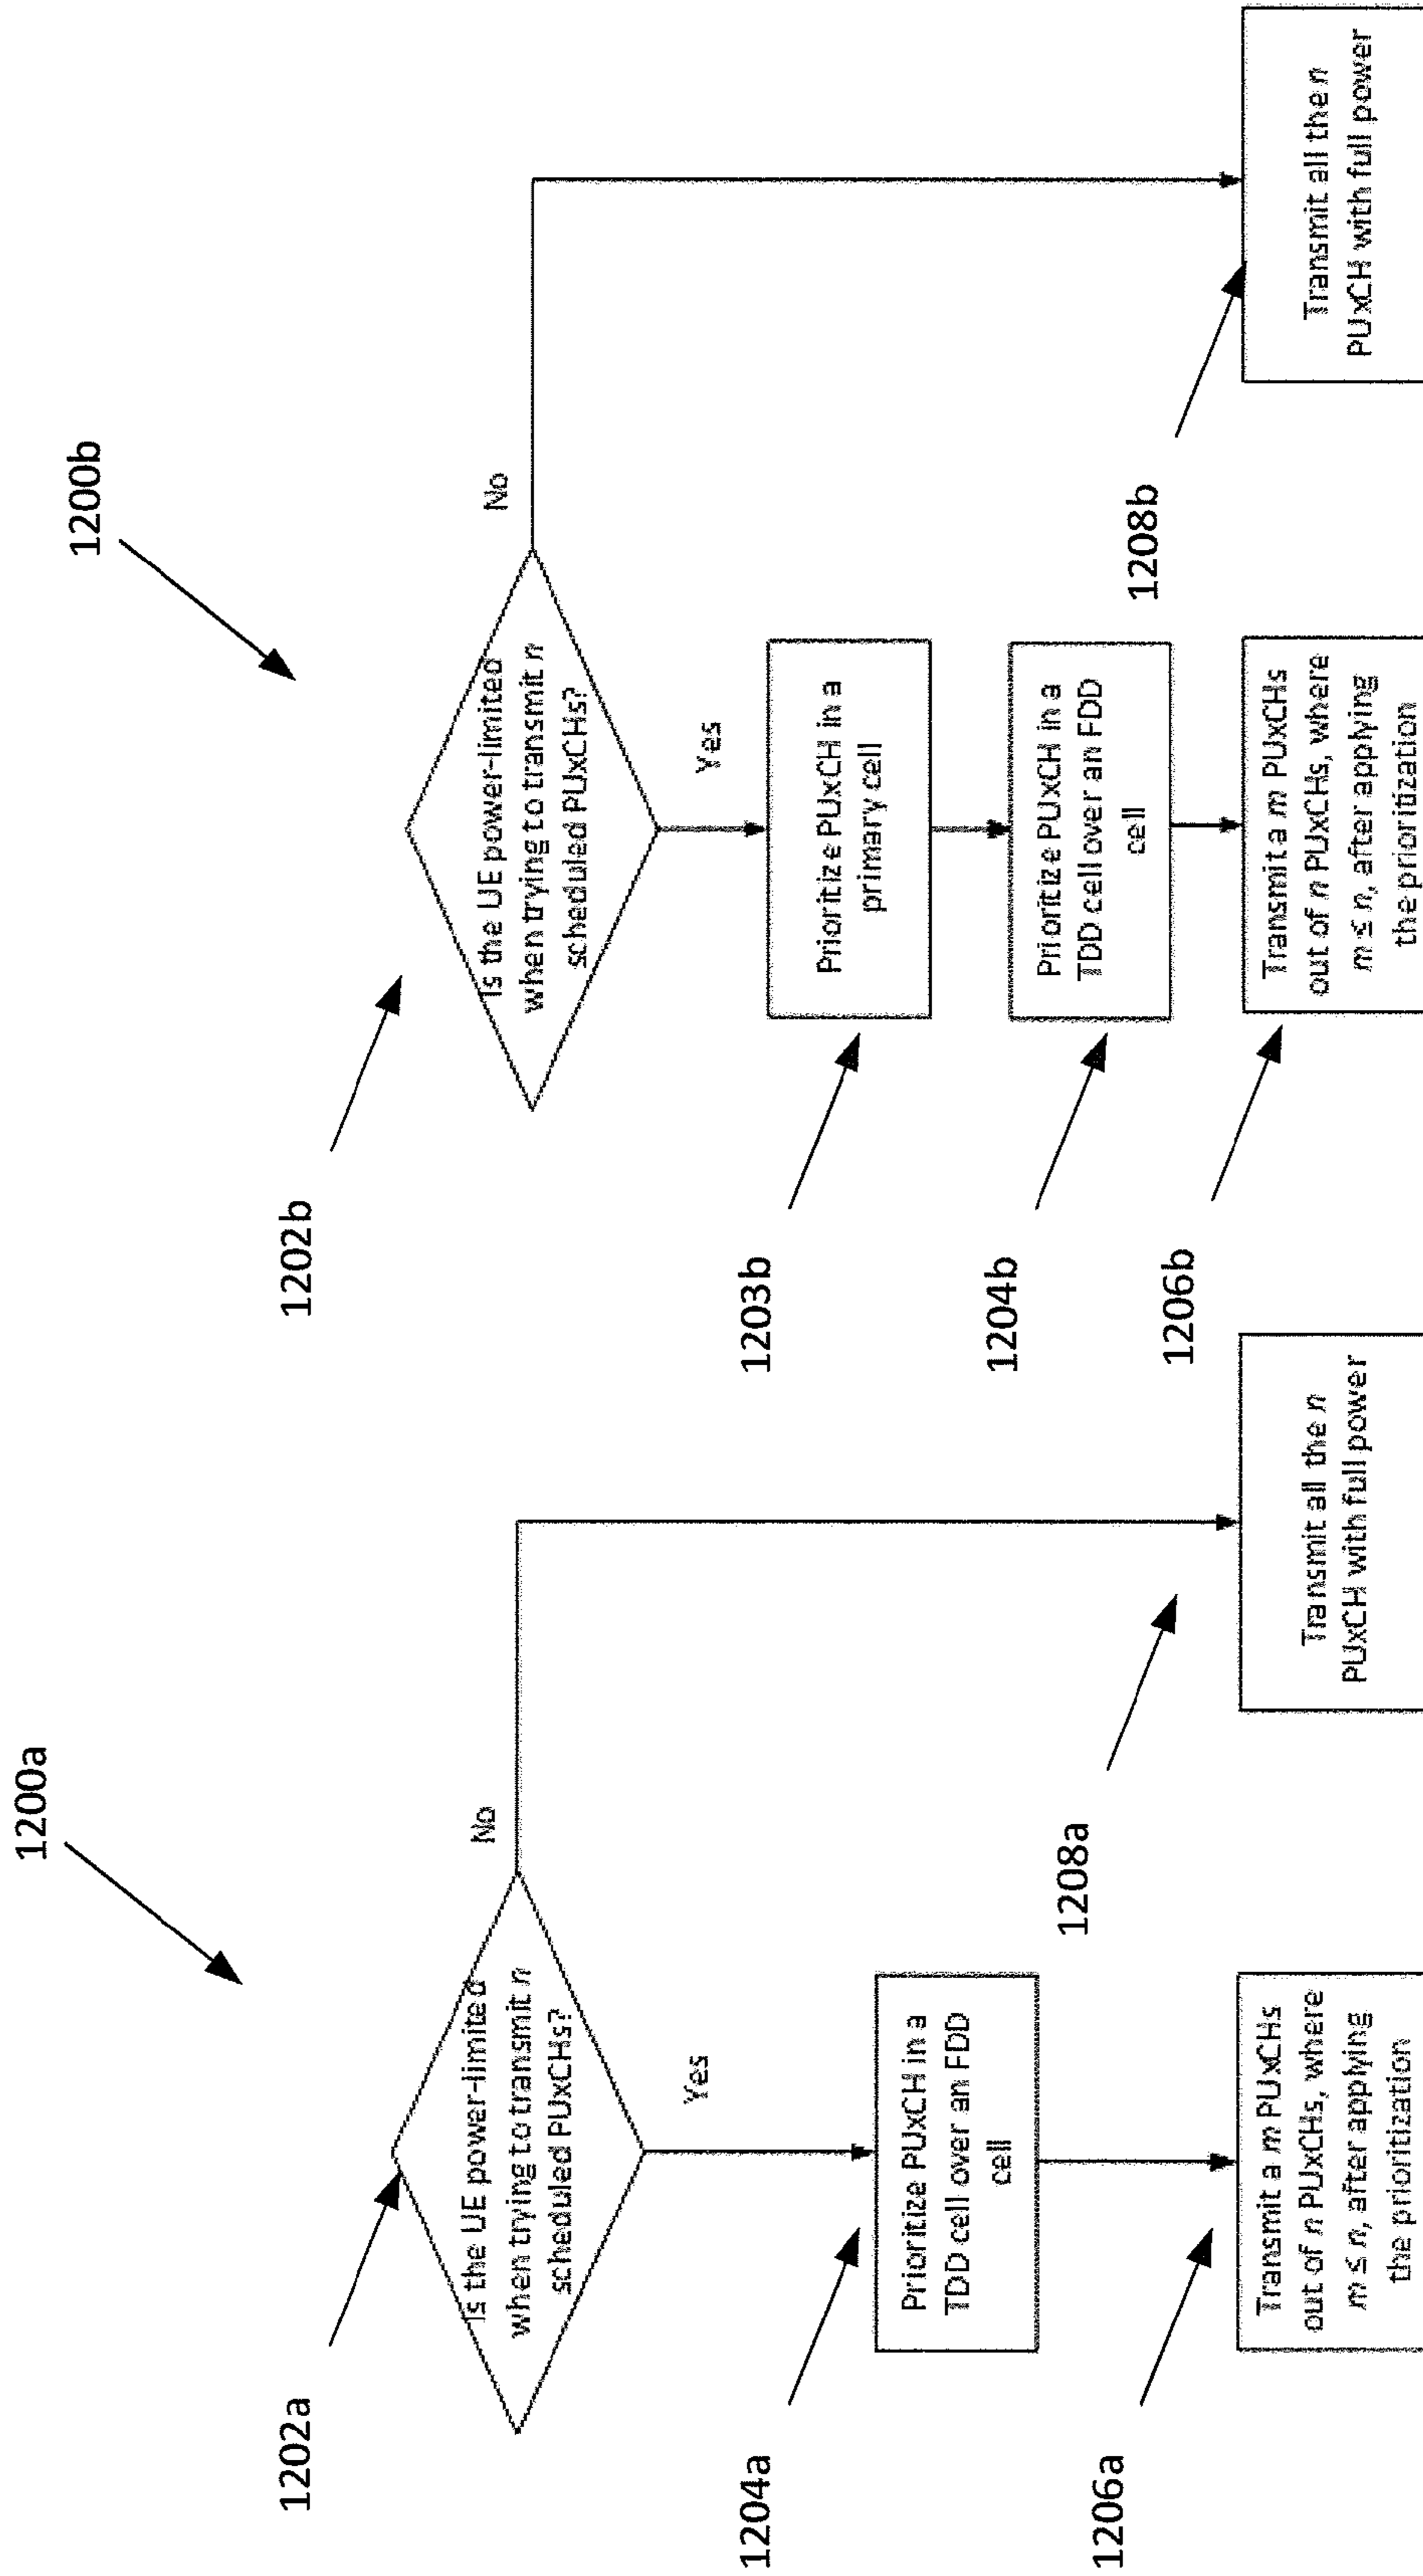 1200a
1202a
Is the UE power-limited
when trying to transmit n
scheduled PUxCHs?
No
Yes
1204a
Prioritize PUxCH in a
TDD cell over an FDD
cell
1206a
Transmit a m PUxCHs
out of n PUxCHs, where
m ≤ n, after applying
the prioritization
1208a
Transmit all the n
PUxCH with full power
1200b
1202b
Is the UE power-limited
when trying to transmit n
scheduled PUxCHs?
No
Yes
1203b
Prioritize PUxCH in a
primary cell
1204b
Prioritize PUxCH in a
TDD cell over an FDD
cell
1206b
Transmit a m PUxCHs
out of n PUxCHs, where
m ≤ n, after applying
the prioritization
1208b
Transmit all the n
PUxCH with full power